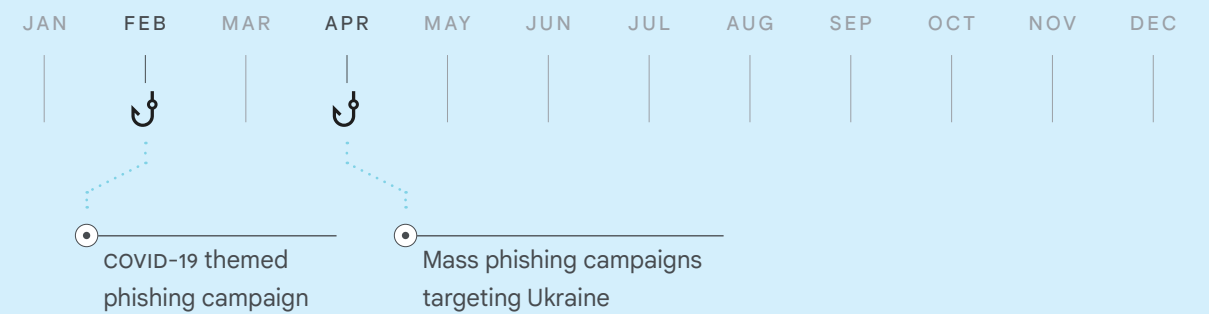 JAN FEB MAR APR MAY JUN JUL AUG SEP OCT NOV DEC
COVID-19 themed
phishing campaign
Mass phishing campaigns
targeting Ukraine